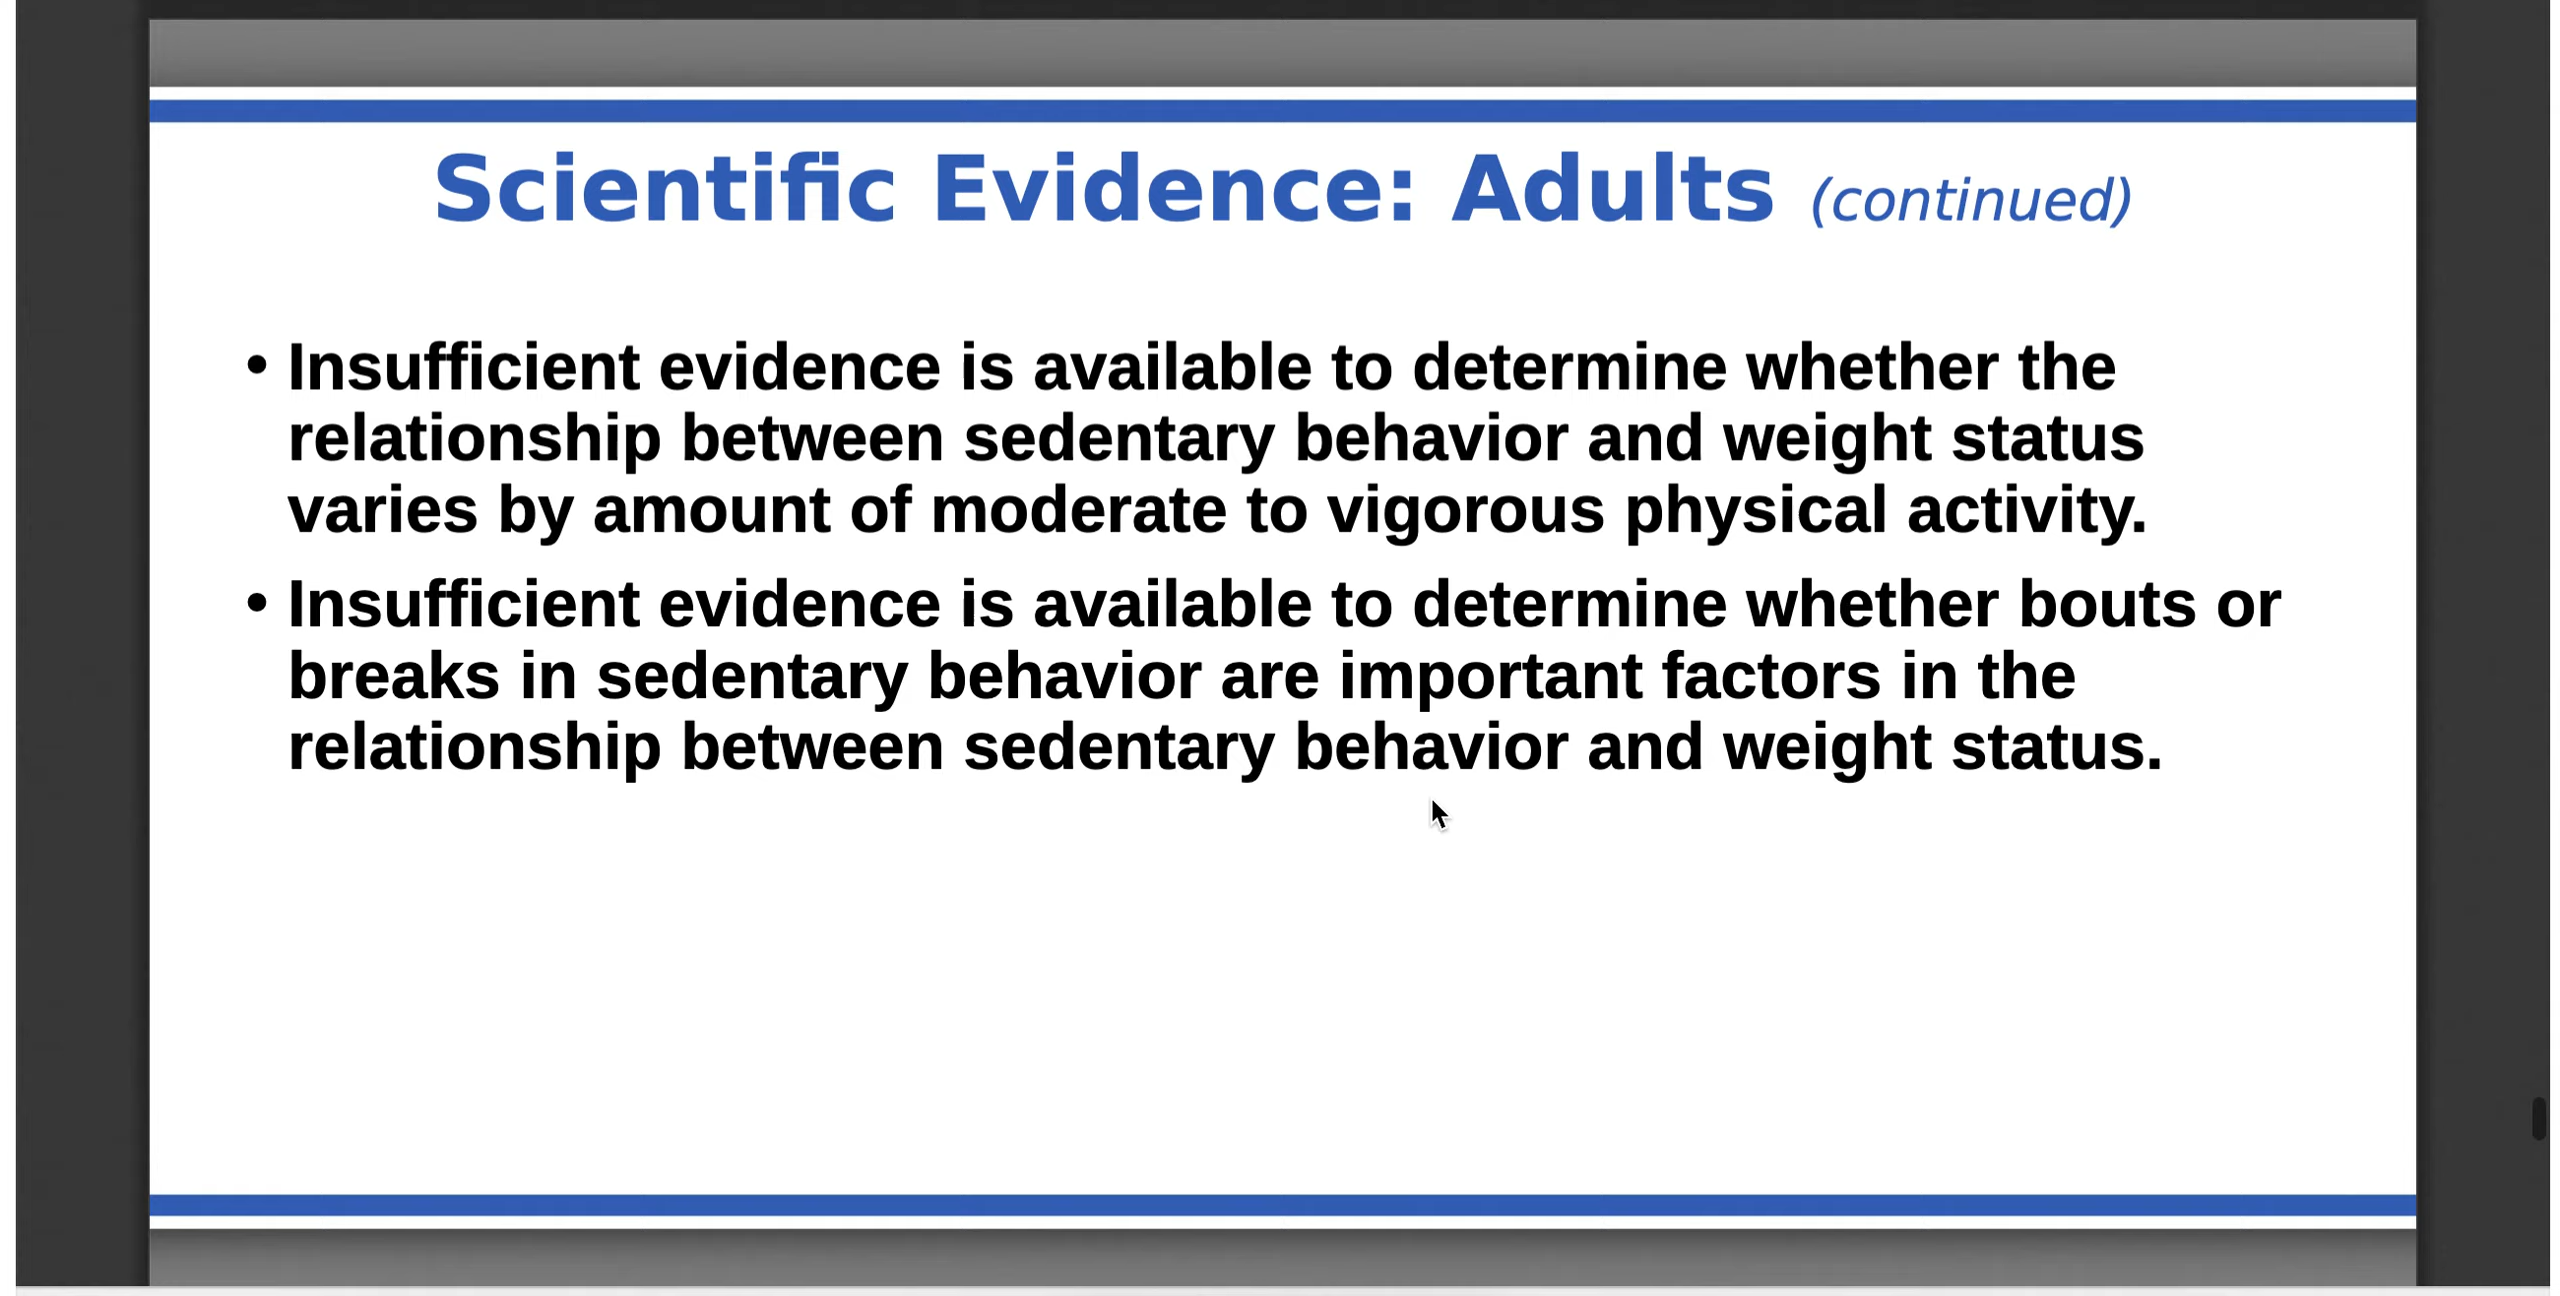 Scientific Evidence: Adults (continued)
• Insufficient evidence is available to determine whether the
relationship between sedentary behavior and weight status
varies by amount of moderate to vigorous physical activity.
• Insufficient evidence is available to determine whether bouts or
breaks in sedentary behavior are important factors in the
relationship between sedentary behavior and weight status.